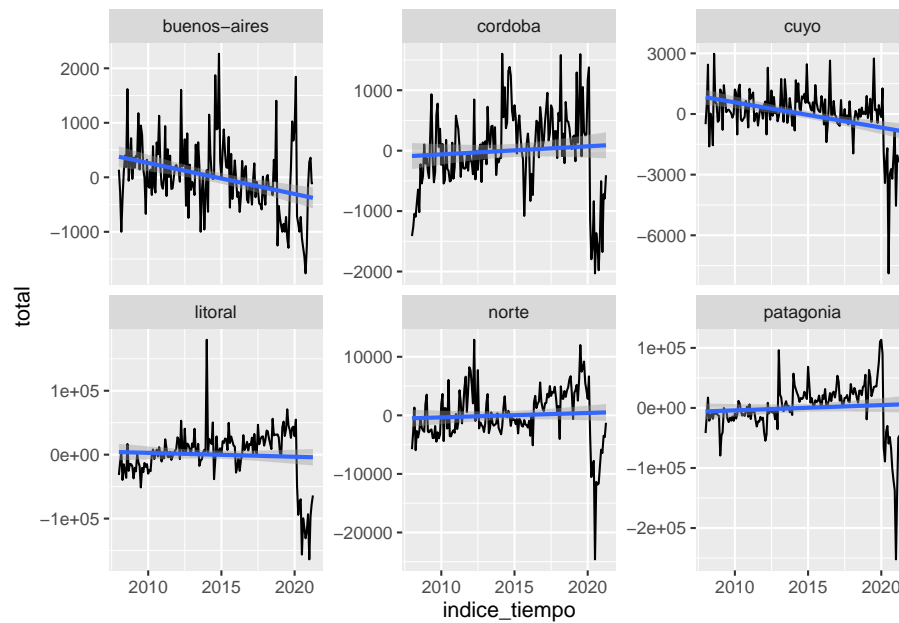 buenos−aires
cordoba
cuyo
2000
1000
0
−1000
1000
0
−1000
−2000
3000
0
−3000
−6000
total
litoral
norte
patagonia
1e+05
0e+00
−1e+05
10000
0
−10000
−20000
1e+05
0e+00
−1e+05
−2e+05
2010 2015 2020
2010 2015 2020
2010 2015 2020
indice_tiempo